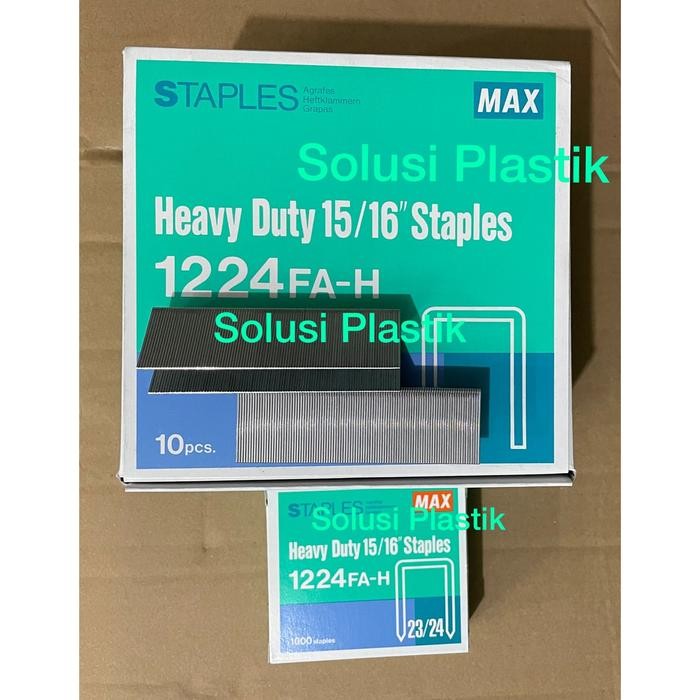 STAPLES
Agrafes
Heftklammern
Grapas
MAX
Solusi Plastik
Heavy Duty 15/16" Staples
1224FA-H
Solusi Plastik
10pcs.
STAPLES
MAX
Solusi Plastik
Heavy Duty 15/16" Staples
1224FA-H
23/24
1000 staples